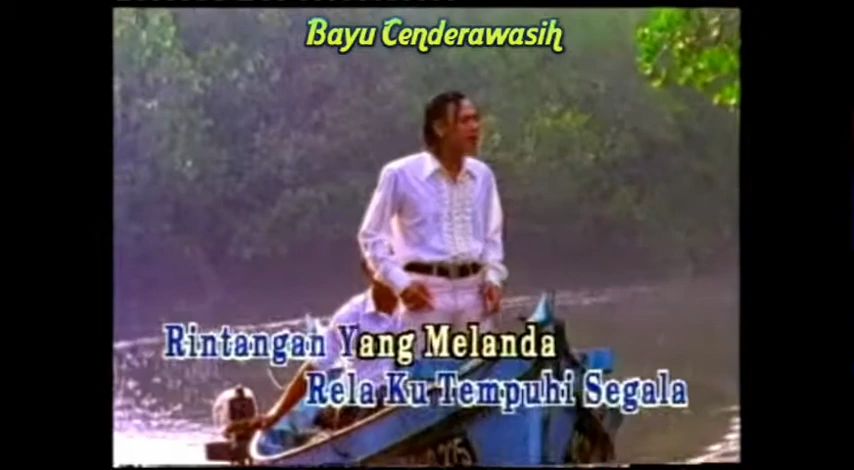 Bayu Cenderawasih
Rintangan Yang Melanda
Rela Ku Tempuhi Segala